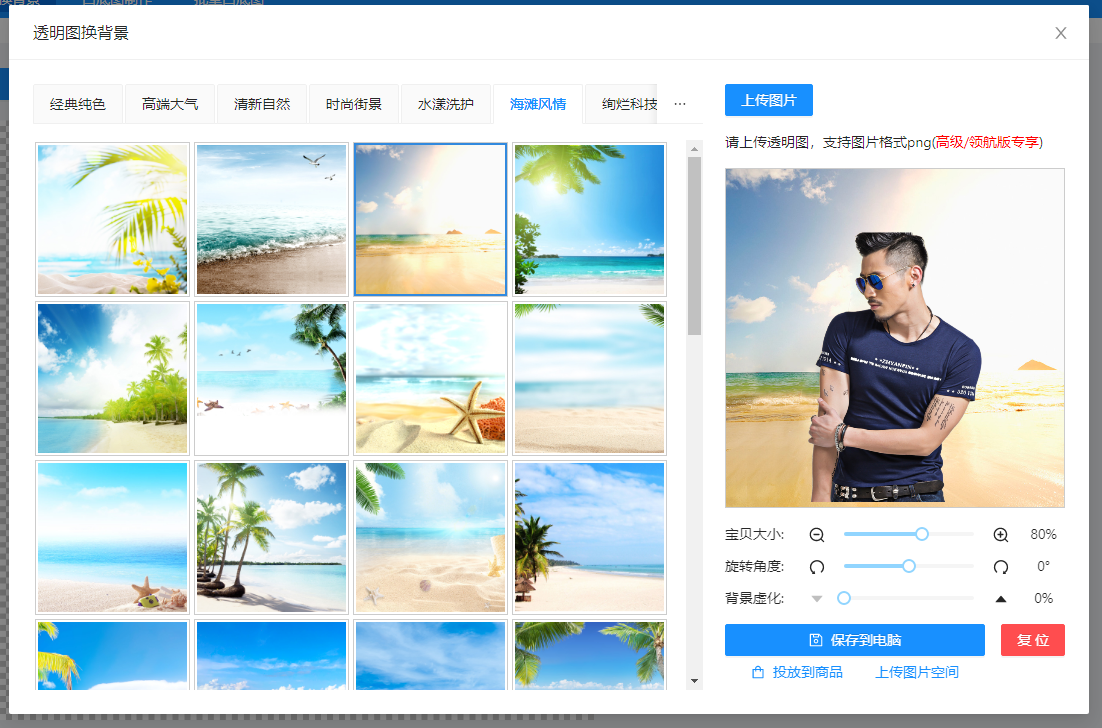 透明图换背景
经典纯色
高端大气
清新自然
时尚街景
水漾洗护
海滩风情
绚烂科技
...
上传图片
请上传透明图，支持图片格式png(高级/领航版专享)
宝贝大小:
80%
旋转角度:
0°
背景虚化:
0%
保存到电脑
复 位
投放到商品
上传图片空间